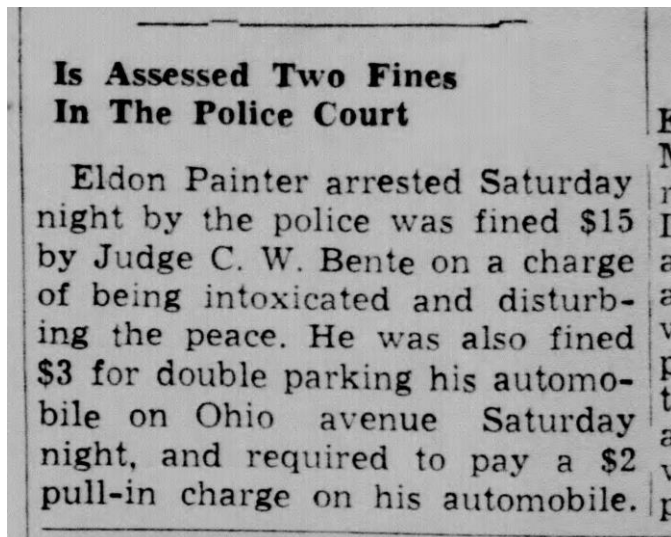 Is Assessed Two Fines
In The Police Court
Eldon Painter arrested Saturday
night by the police was fined $15
by Judge C. W. Bente on a charge
of being intoxicated and disturb-
ing the peace. He was also fined
$3 for double parking his automo-
bile on Ohio avenue Saturday
night, and required to pay a $2
pull-in charge on his automobile.